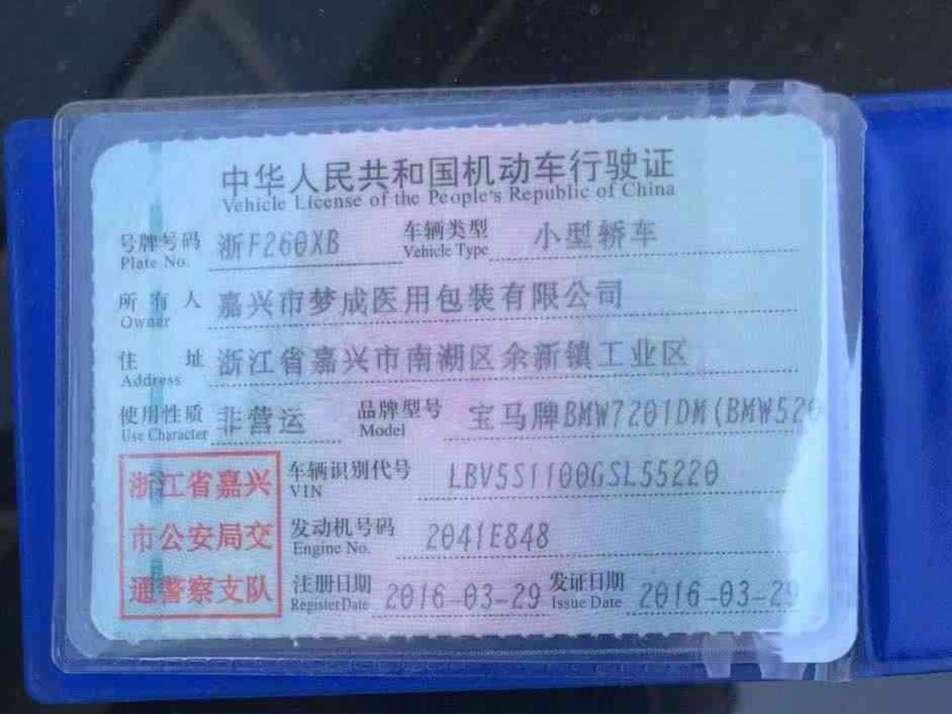 中华人民共和国机动车行驶证
Vehicle License of the People's Republic of China
号牌号码 浙F260XB 车辆类型 小型轿车
Plate No. Vehicle Type
所有人 嘉兴市梦成医用包装有限公司
Owner
住址 浙江省嘉兴市南湖区余新镇工业区
Address
使用性质 非营运 品牌型号 宝马牌BMW7201DM(BMW520
Use Character Model
浙江省嘉兴
市公安局交
通警察支队
车辆识别代号 LBV5S1100GSL55220
VIN
发动机号码 2041E848
Engine No.
注册日期 2016-03-29 发证日期 2016-03-29
Register Date Issue Date